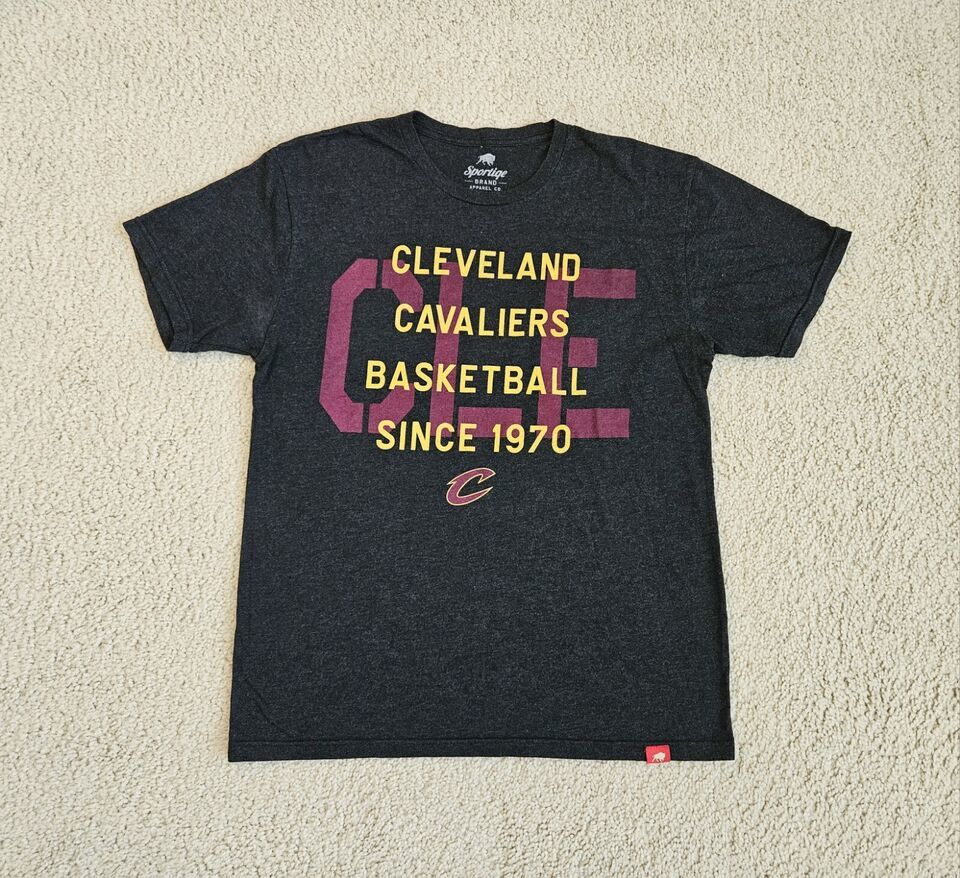 Sportiqe
BRAND
APPAREL CO.
CLE
CLEVELAND
CAVALIERS
BASKETBALL
SINCE 1970
C